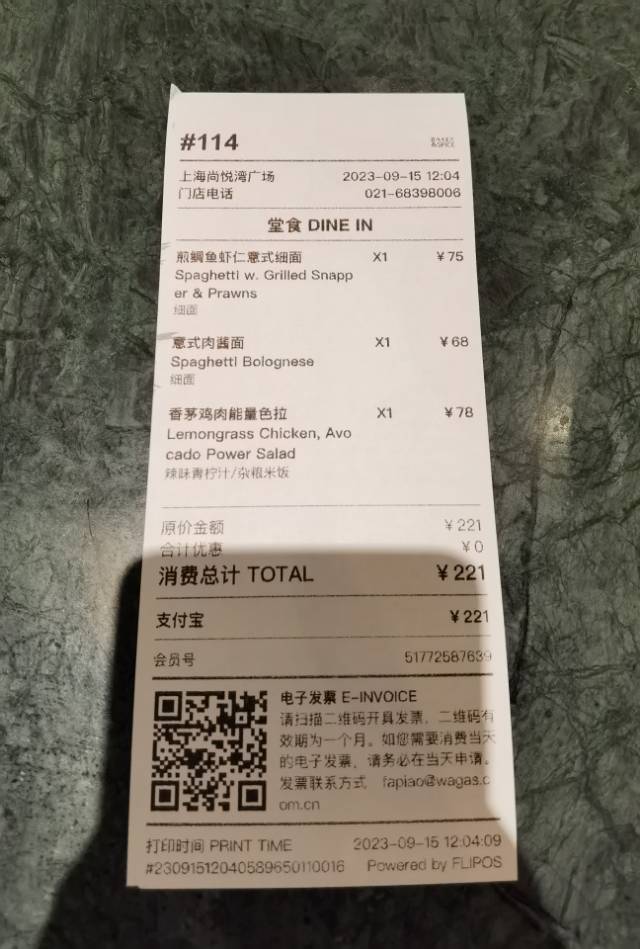 #114
BAKER
&SPICE
上海尚悦湾广场 2023-09-15 12:04
门店电话 021-68398006
堂食 DINE IN
煎鲷鱼虾仁意式细面 X1 ¥75
Spaghetti w. Grilled Snapp
er & Prawns
细面
意式肉酱面 X1 ¥68
Spaghetti Bolognese
细面
香茅鸡肉能量色拉 X1 ¥78
Lemongrass Chicken, Avo
cado Power Salad
辣味青柠汁/杂粮米饭
原价金额 ¥221
合计优惠 ¥0
消费总计 TOTAL ¥221
支付宝 ¥221
会员号 51772587639
电子发票 E-INVOICE
请扫描二维码开具发票，二维码有
效期为一个月。如您需要消费当天
的电子发票，请务必在当天申请。
发票联系方式 fapiao@wagas.c
om.cn
打印时间 PRINT TIME 2023-09-15 12:04:09
#23091512040589650110016 Powered by FLIPOS